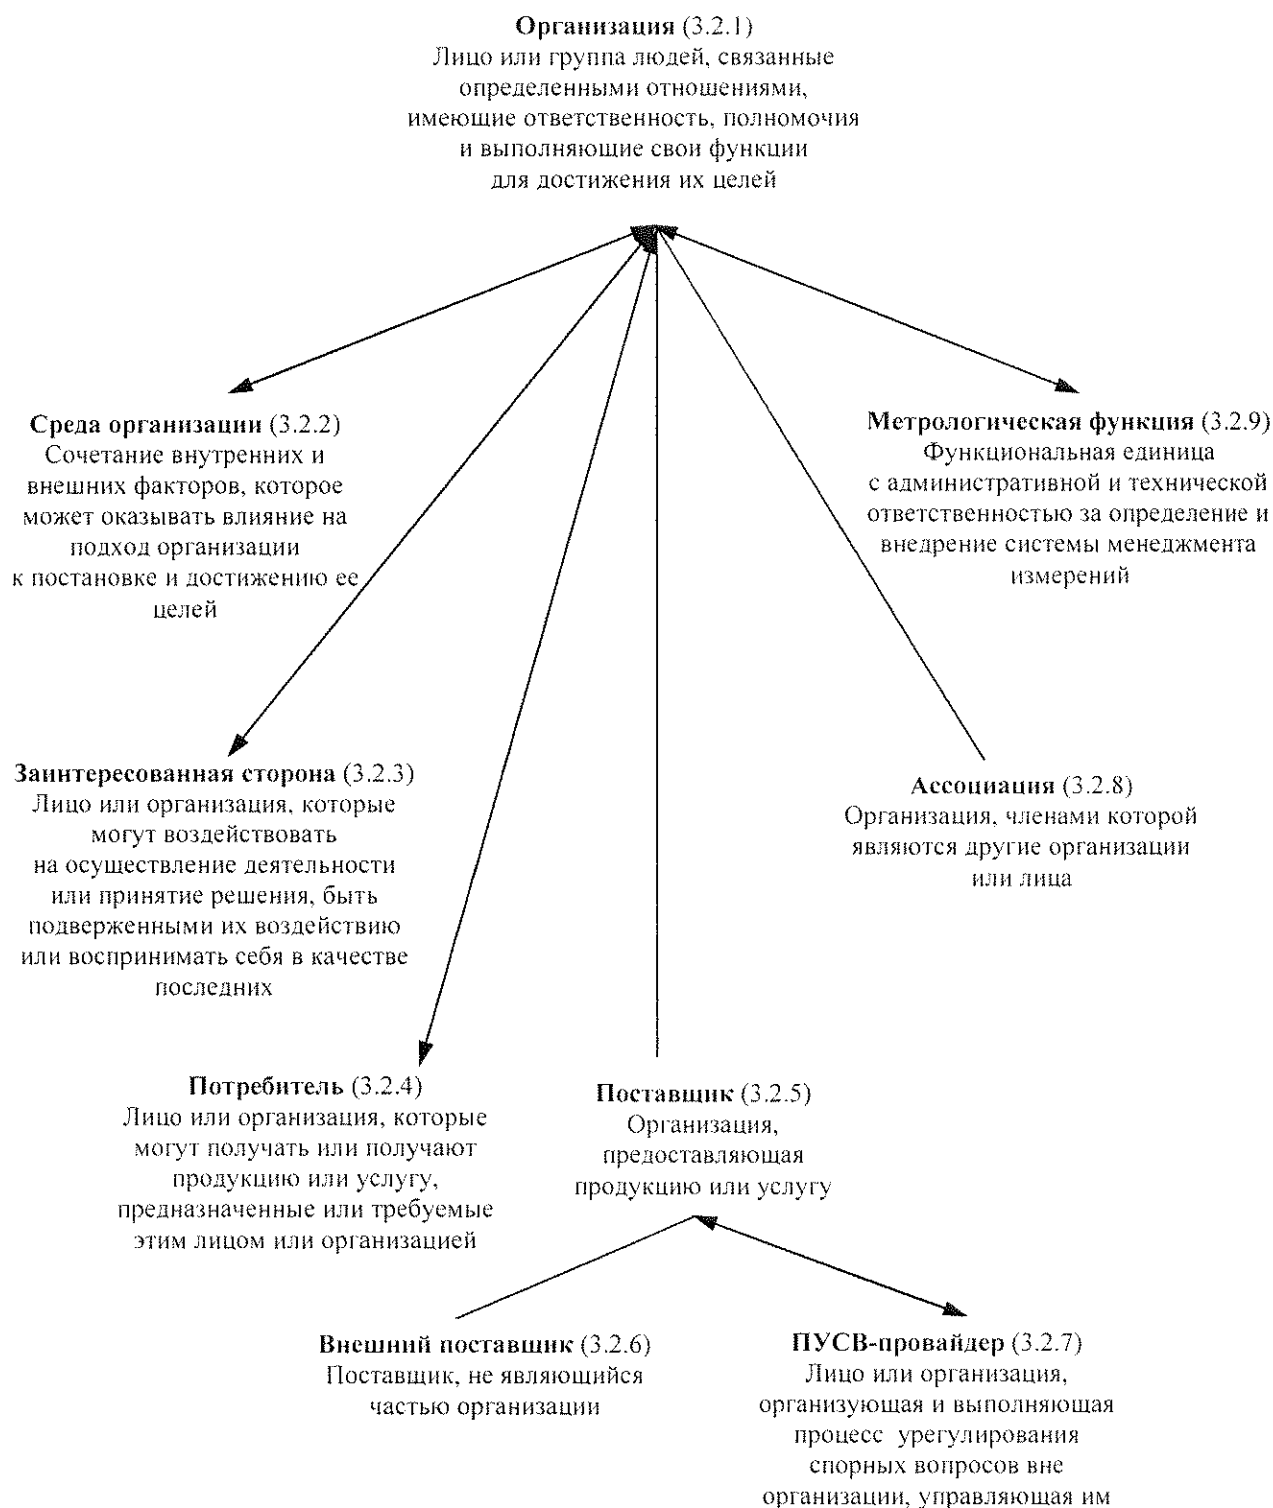 Организация (3.2.1)
Лицо или группа людей, связанные
определенными отношениями,
имеющие ответственность, полномочия
и выполняющие свои функции
для достижения их целей
Среда организации (3.2.2)
Сочетание внутренних и
внешних факторов, которое
может оказывать влияние на
подход организации
к постановке и достижению ее
целей
Метрологическая функция (3.2.9)
Функциональная единица
с административной и технической
ответственностью за определение и
внедрение системы менеджмента
измерений
Заинтересованная сторона (3.2.3)
Лицо или организация, которые
могут воздействовать
на осуществление деятельности
или принятие решения, быть
подверженными их воздействию
или воспринимать себя в качестве
последних
Ассоциация (3.2.8)
Организация, членами которой
являются другие организации
или лица
Потребитель (3.2.4)
Лицо или организация, которые
могут получать или получают
продукцию или услугу,
предназначенные или требуемые
этим лицом или организацией
Поставщик (3.2.5)
Организация,
предоставляющая
продукцию или услугу
Внешний поставщик (3.2.6)
Поставщик, не являющийся
частью организации
ПУСВ-провайдер (3.2.7)
Лицо или организация,
организующая и выполняющая
процесс урегулирования
спорных вопросов вне
организации, управляющая им